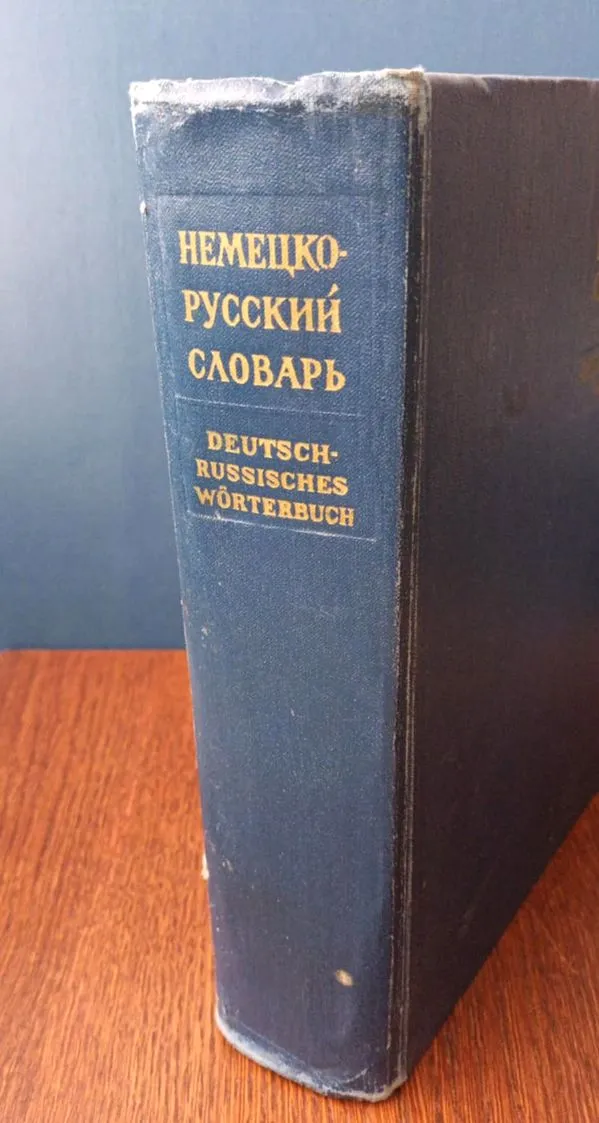 НЕМЕЦКО-
РУССКИЙ
СЛОВАРЬ
DEUTSCH-
RUSSISCHES
WÖRTERBUCH